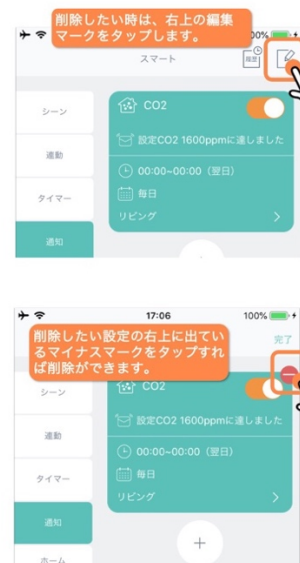 削除したい時は、右上の編集
マークをタップします。
00%
スマート
履歴
シーン
CO2
設定CO2 1600ppmに達しました
連動
00:00~00:00（翌日）
タイマー
毎日
リビング
通知
17:06
100%
削除したい設定の右上に出てい
るマイナスマークをタップすれ
ば削除ができます。
完了
シーン
CO2
設定CO2 1600ppmに達しました
連動
00:00~00:00（翌日）
タイマー
毎日
リビング
通知
ホーム